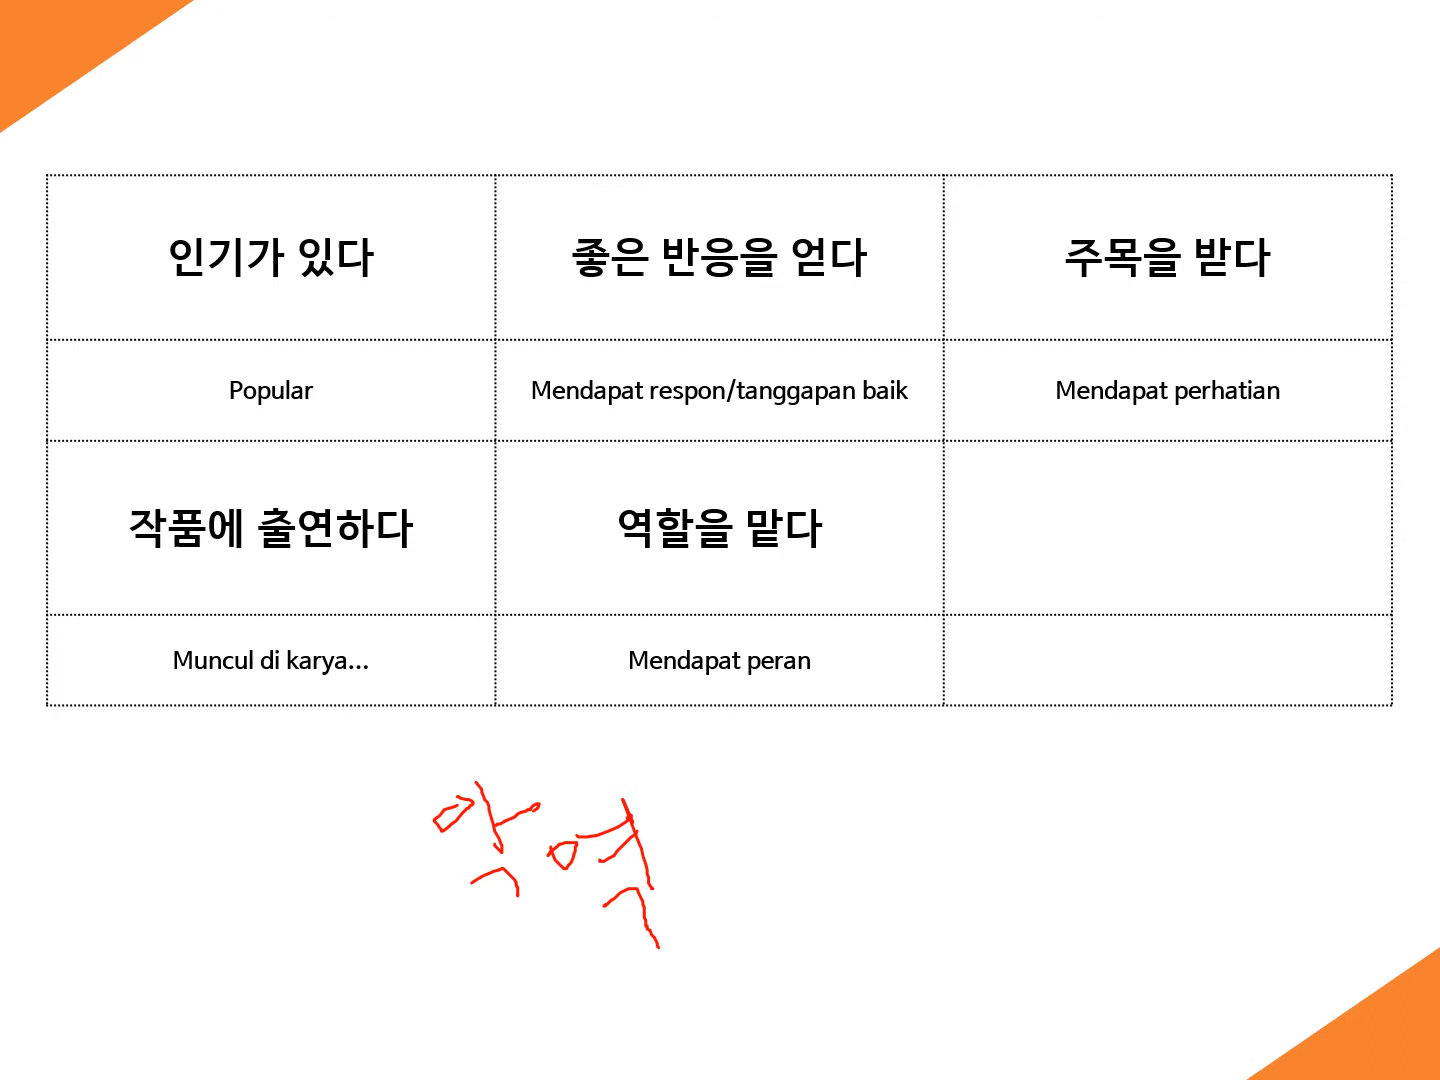 인기가 있다
좋은 반응을 얻다
주목을 받다
Popular
Mendapat respon/tanggapan baik
Mendapat perhatian
작품에 출연하다
역할을 맡다
Muncul di karya...
Mendapat peran
악역